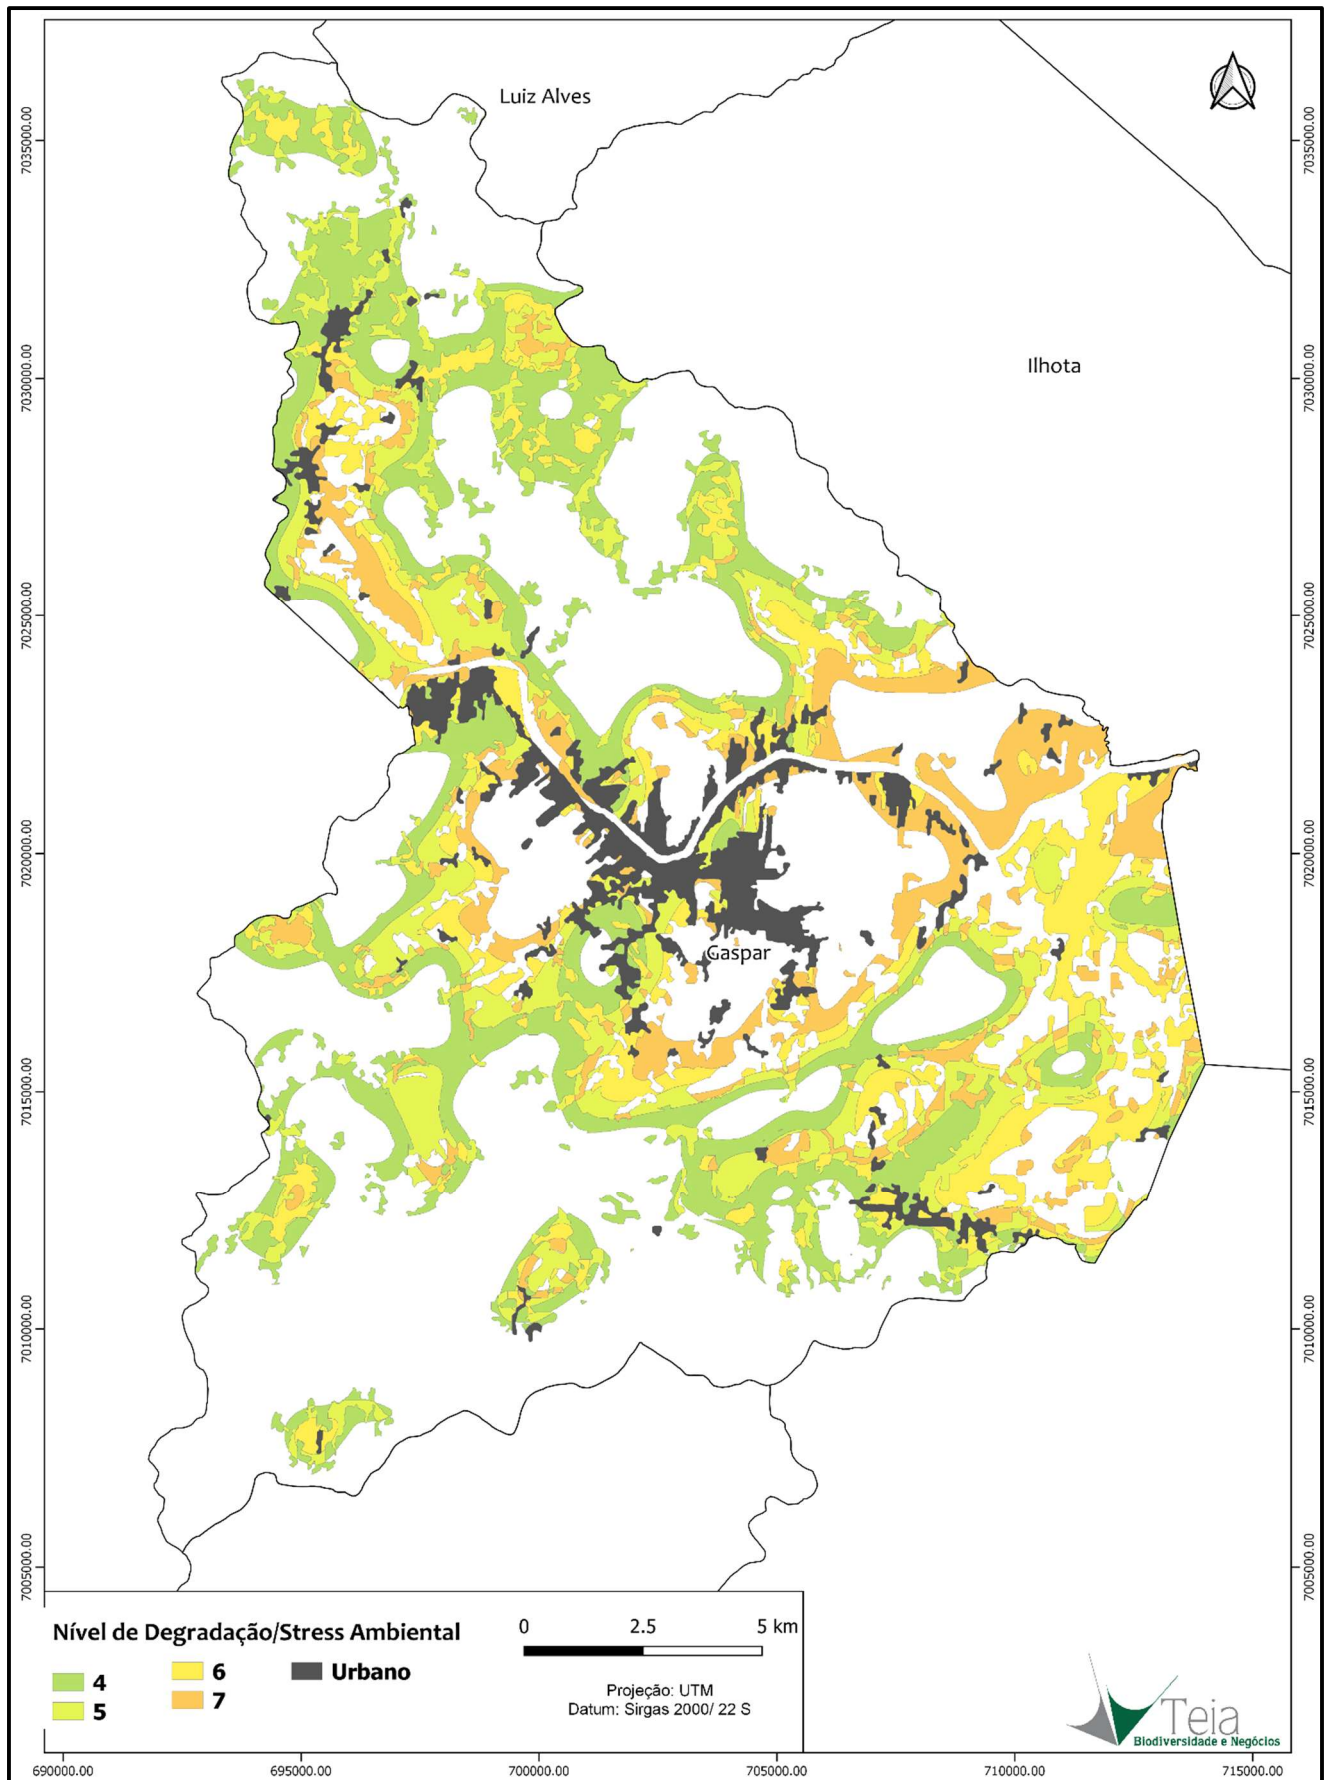 Luiz Alves
Ilhota
Gaspar
7035000.00
7030000.00
7025000.00
7020000.00
7015000.00
7010000.00
7005000.00
7035000.00
7030000.00
7025000.00
7020000.00
7015000.00
7010000.00
7005000.00
Nível de Degradação/Stress Ambiental
4
5
6
7
Urbano
0 2.5 5 km
Projeção: UTM
Datum: Sirgas 2000/ 22 S
Teia
Biodiversidade e Negócios
690000.00 695000.00 700000.00 705000.00 710000.00 715000.00